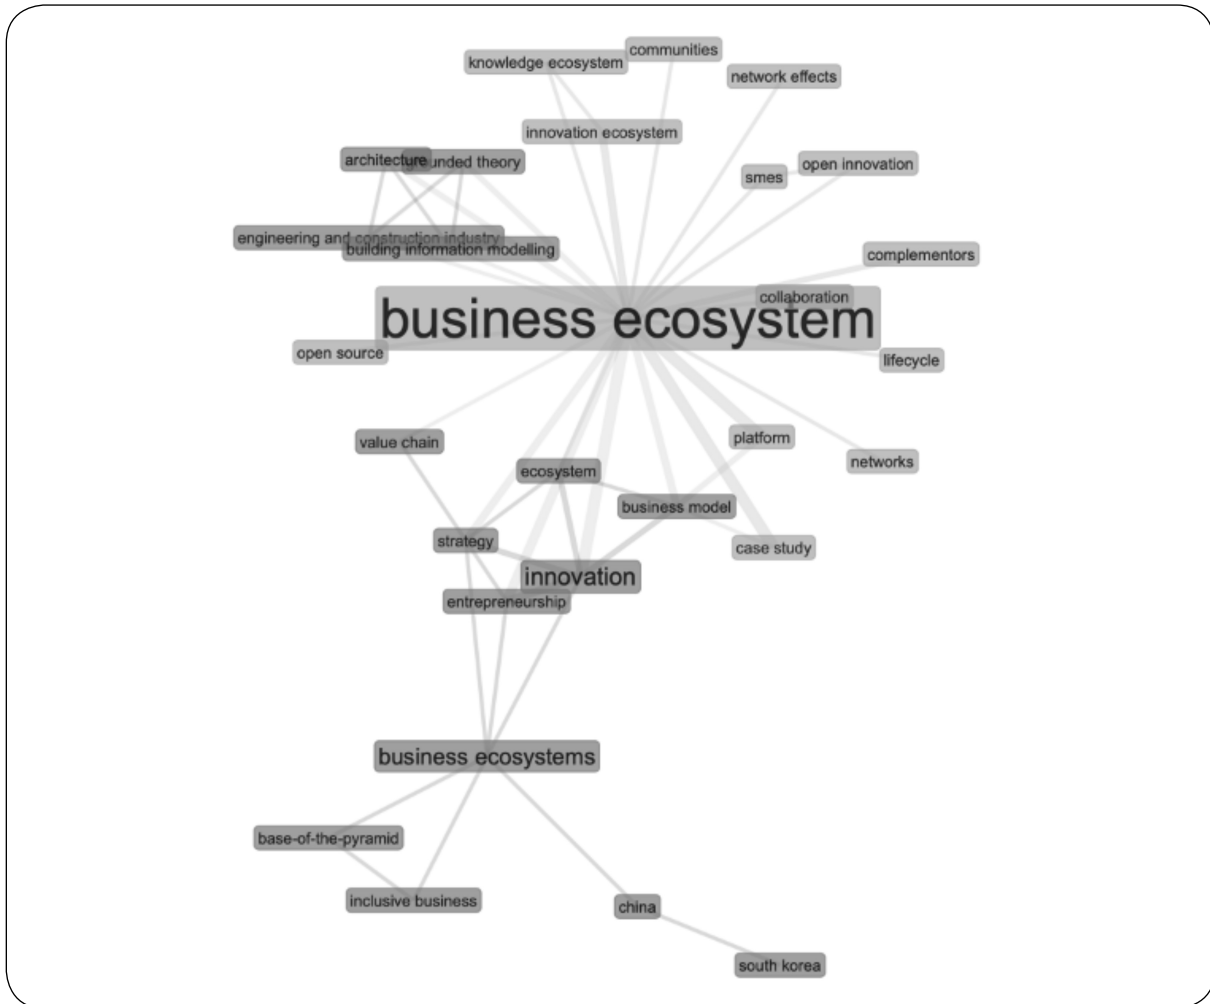 communities
knowledge ecosystem
network effects
innovation ecosystem
architecture
grounded theory
open innovation
smes
engineering and construction industry
building information modelling
complementors
collaboration
business ecosystem
open source
lifecycle
value chain
platform
networks
ecosystem
business model
strategy
case study
innovation
entrepreneurship
business ecosystems
base-of-the-pyramid
inclusive business
china
south korea